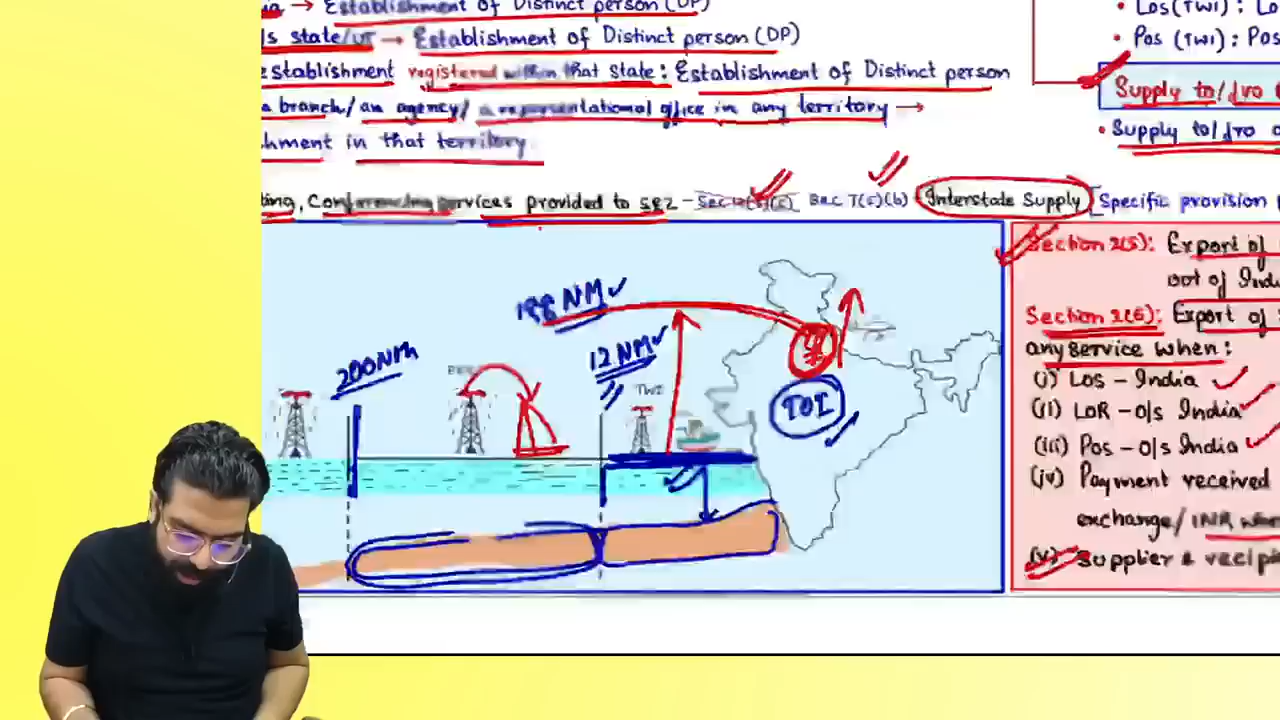 → Establishment of Distinct person (DP)
state/UT → Establishment of Distinct person (DP)
establishment registered within that state: Establishment of Distinct person
a branch/an agency/a representational office in any territory →
in that territory
Conferencing services provided to SEZ - Sec 7(5)(b) Interstate Supply [Specific provision
188 NM
12 NM
200NM
TWI
TOI
• Los(TWI):
• Pos (TWI): Pos
Supply to/fro
• Supply to/fro
Section 2(5): Export of
out of India
Section 2(6): Export of
any service when:
(i) LOS - India
(ii) LOR - O/s India
(iii) Pos - O/s India
(iv) Payment received
exchange/INR
(v) Supplier &